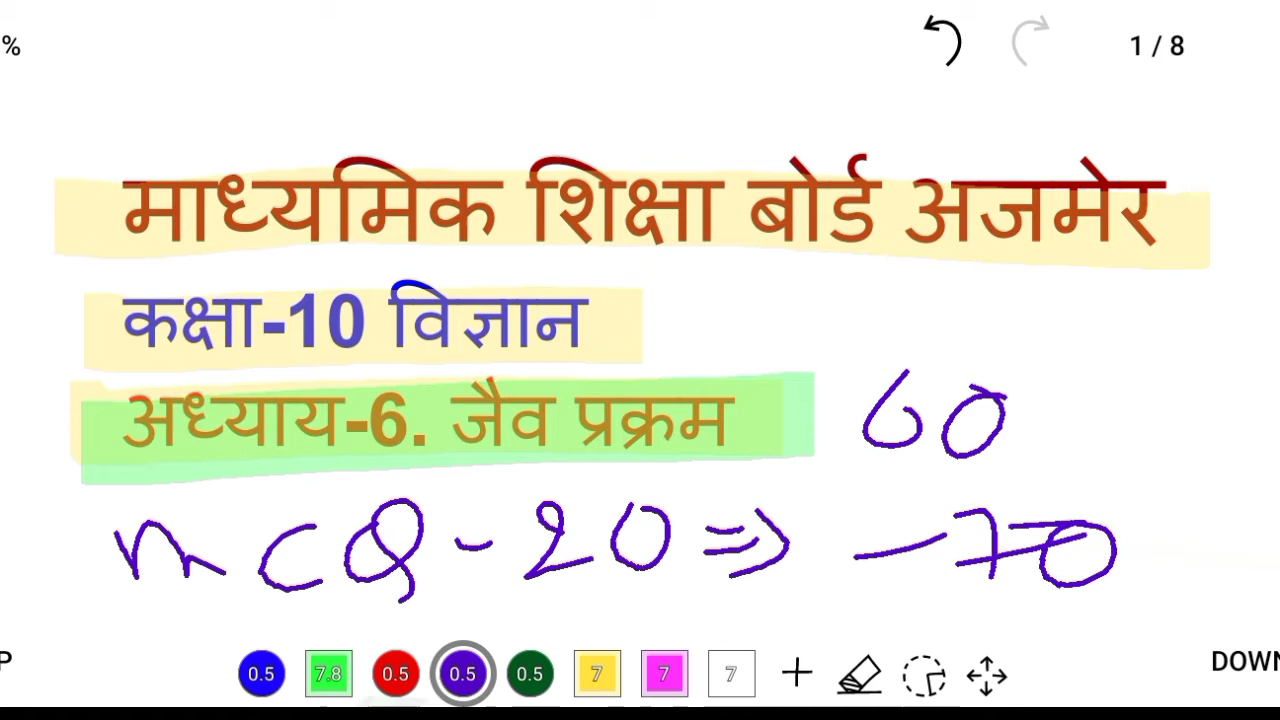 %
1 / 8
माध्यमिक शिक्षा बोर्ड अजमेर
कक्षा-10 विज्ञान
अध्याय-6. जैव प्रक्रम
60
mcQ - 20 => -70
P
0.5 7.8 0.5 0.5 0.5 7 7 7
DOWN